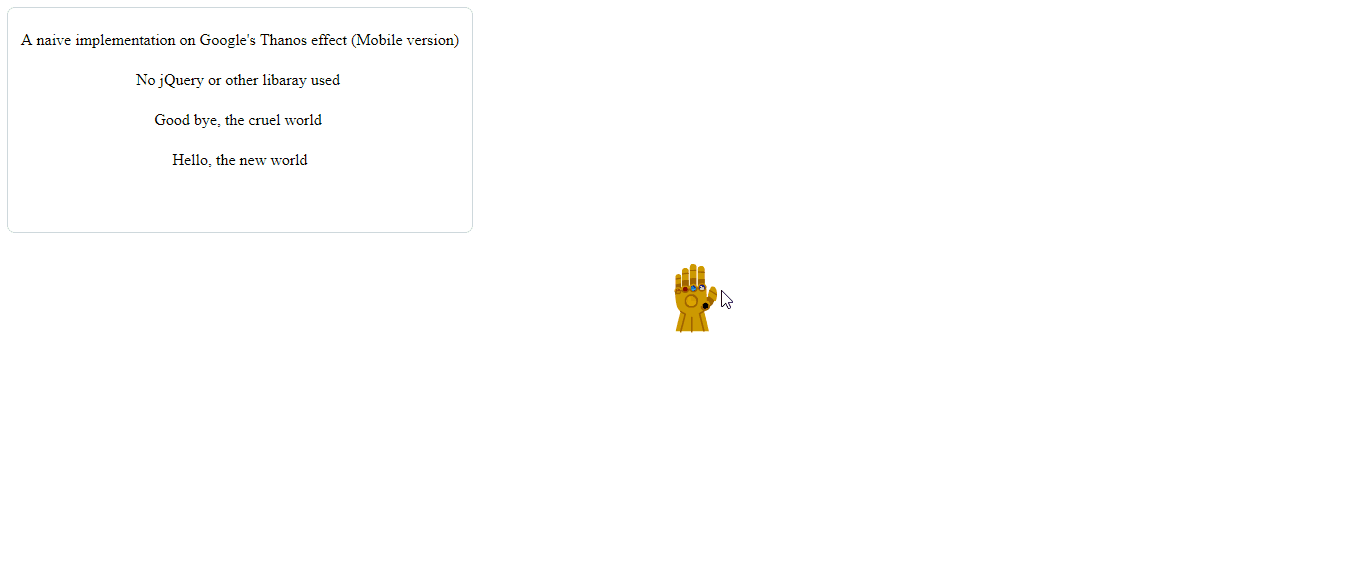 A naive implementation on Google's Thanos effect (Mobile version)
No jQuery or other libaray used
Good bye, the cruel world
Hello, the new world